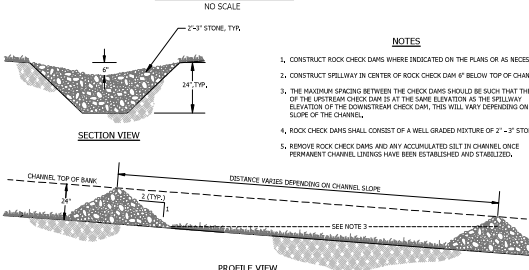 NO SCALE
2"-3" STONE, TYP.
6"
24",TYP.
SECTION VIEW
NOTES
1. CONSTRUCT ROCK CHECK DAMS WHERE INDICATED ON THE PLANS OR AS NECES
2. CONSTRUCT SPILLWAY IN CENTER OF ROCK CHECK DAM 6" BELOW TOP OF CHAN
3. THE MAXIMUM SPACING BETWEEN THE CHECK DAMS SHOULD BE SUCH THAT THE
OF THE UPSTREAM CHECK DAM IS AT THE SAME ELEVATION AS THE SPILLWAY
ELEVATION OF THE DOWNSTREAM CHECK DAM, THIS WILL VARY DEPENDING ON
SLOPE OF THE CHANNEL.
4. ROCK CHECK DAMS SHALL CONSIST OF A WELL GRADED MIXTURE OF 2" - 3" STO
5. REMOVE ROCK CHECK DAMS AND ANY ACCUMULATED SILT IN CHANNEL ONCE
PERMANENT CHANNEL LININGS HAVE BEEN ESTABLISHED AND STABILIZED.
CHANNEL TOP OF BANK
DISTANCE VARIES DEPENDING ON CHANNEL SLOPE
24"
2 (TYP.)
1
SEE NOTE 3
PROFILE VIEW